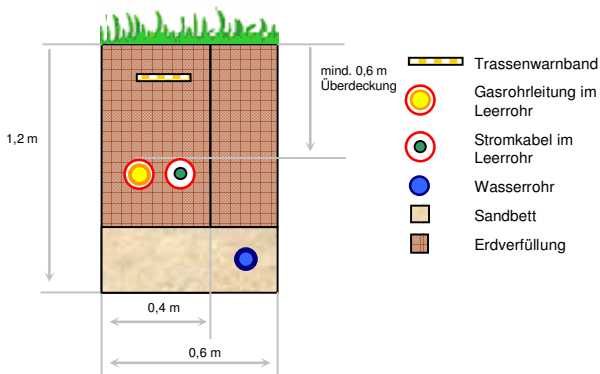 mind. 0,6 m
Überdeckung
1,2 m
0,4 m
0,6 m
Trassenwarnband
Gasrohrleitung im
Leerrohr
Stromkabel im
Leerrohr
Wasserrohr
Sandbett
Erdverfüllung